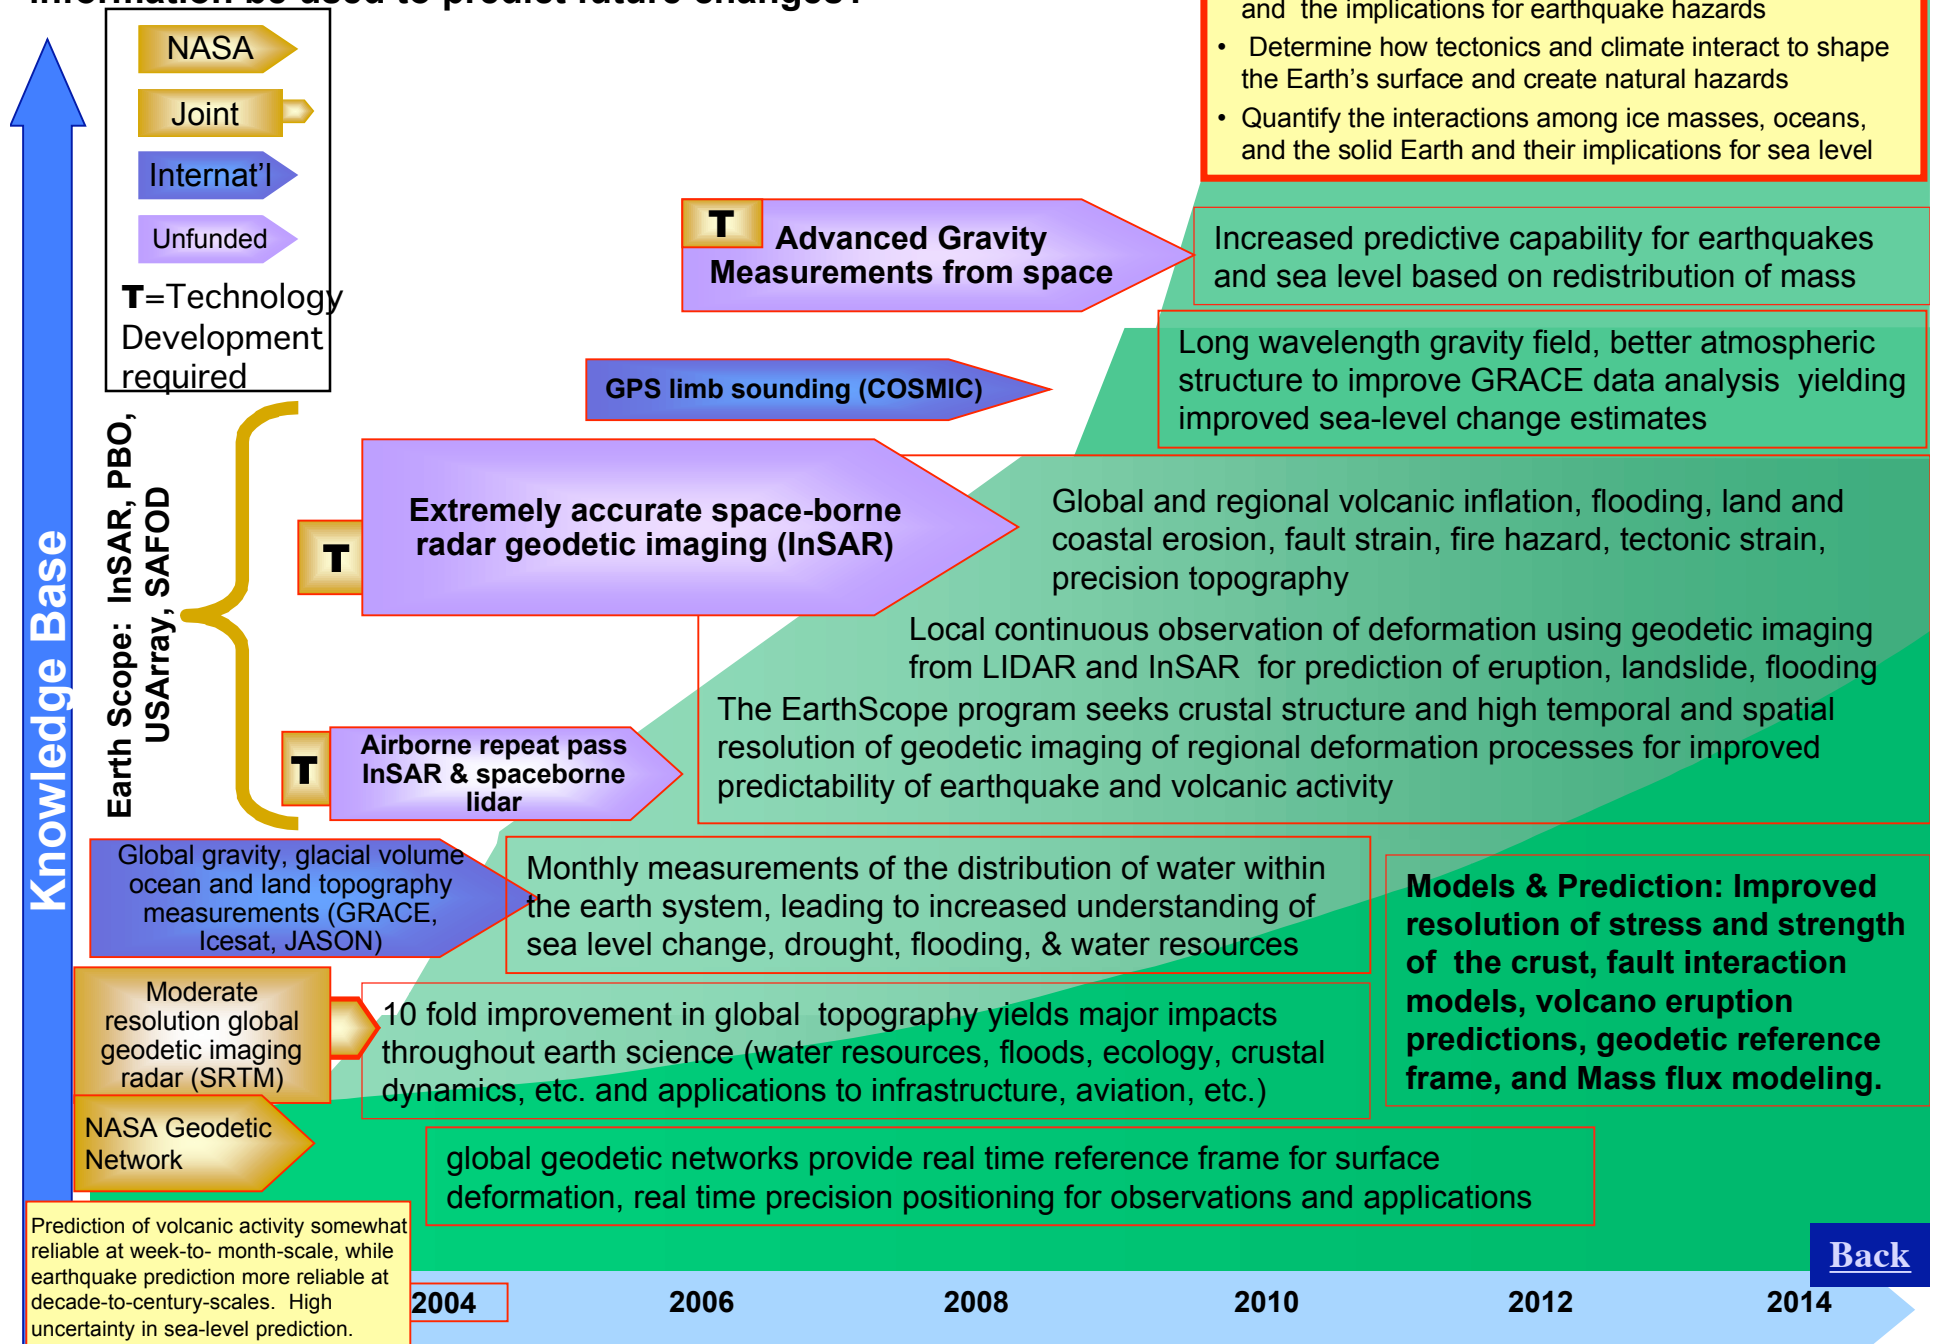 information be used to predict future changes?
and the implications for earthquake hazards
• Determine how tectonics and climate interact to shape
the Earth's surface and create natural hazards
• Quantify the interactions among ice masses, oceans,
and the solid Earth and their implications for sea level
NASA
Joint
Internat'l
Unfunded
T=Technology
Development
required
T
Advanced Gravity
Measurements from space
Increased predictive capability for earthquakes
and sea level based on redistribution of mass
GPS limb sounding (COSMIC)
Long wavelength gravity field, better atmospheric
structure to improve GRACE data analysis yielding
improved sea-level change estimates
Knowledge Base
Earth Scope: InSAR, PBO,
USArray, SAFOD
T
Extremely accurate space-borne
radar geodetic imaging (InSAR)
Global and regional volcanic inflation, flooding, land and
coastal erosion, fault strain, fire hazard, tectonic strain,
precision topography
Local continuous observation of deformation using geodetic imaging
from LIDAR and InSAR for prediction of eruption, landslide, flooding
T
Airborne repeat pass
InSAR & spaceborne
lidar
The EarthScope program seeks crustal structure and high temporal and spatial
resolution of geodetic imaging of regional deformation processes for improved
predictability of earthquake and volcanic activity
Global gravity, glacial volume
ocean and land topography
measurements (GRACE,
Icesat, JASON)
Monthly measurements of the distribution of water within
the earth system, leading to increased understanding of
sea level change, drought, flooding, & water resources
Models & Prediction: Improved
resolution of stress and strength
of the crust, fault interaction
models, volcano eruption
predictions, geodetic reference
frame, and Mass flux modeling.
Moderate
resolution global
geodetic imaging
radar (SRTM)
10 fold improvement in global topography yields major impacts
throughout earth science (water resources, floods, ecology, crustal
dynamics, etc. and applications to infrastructure, aviation, etc.)
NASA Geodetic
Network
global geodetic networks provide real time reference frame for surface
deformation, real time precision positioning for observations and applications
Prediction of volcanic activity somewhat
reliable at week-to- month-scale, while
earthquake prediction more reliable at
decade-to-century-scales. High
uncertainty in sea-level prediction.
Back
2004 2006 2008 2010 2012 2014